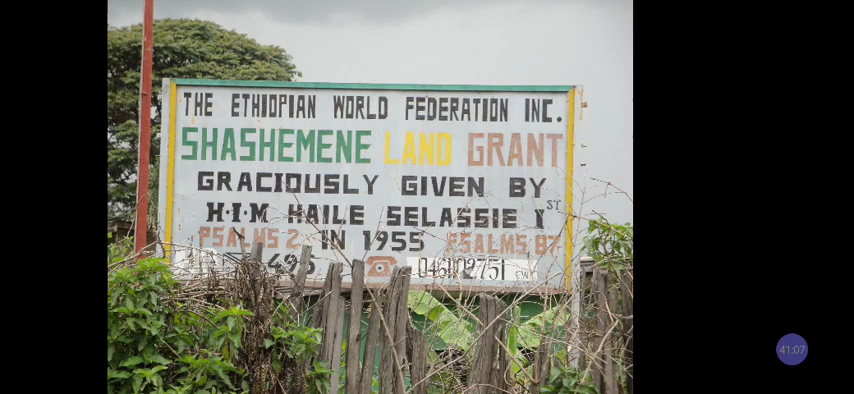 THE ETHIOPIAN WORLD FEDERATION INC.
SHASHEMENE LAND GRANT
GRACIOUSLY GIVEN BY
H·I·M HAILE SELASSIE I ST
PSALMS 2 IN 1955 PSALMS 87
495
41:07